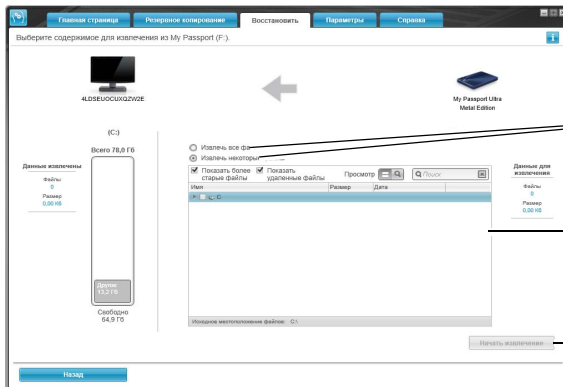 Главная страница
Резервное копирование
Восстановить
Параметры
Справка
Выберите содержимое для извлечения из My Passport (F:).
4LDSEUOCUXQZW2E
My Passport Ultra
Metal Edition
(C:)
Всего 78,0 Гб
Извлечь все фа
Извлечь некоторы
Данные извлечены
Файлы
0
Размер
0,00 Кб
Показать более старые файлы
Показать удаленные файлы
Просмотр
Поиск
Имя
Размер
Дата
C
Данные для извлечения
Файлы
0
Размер
0,00 Кб
Другое
13,2 Гб
Свободно
64,9 Гб
Исходное местоположение файлов: C:\
Начать извлечение
Назад